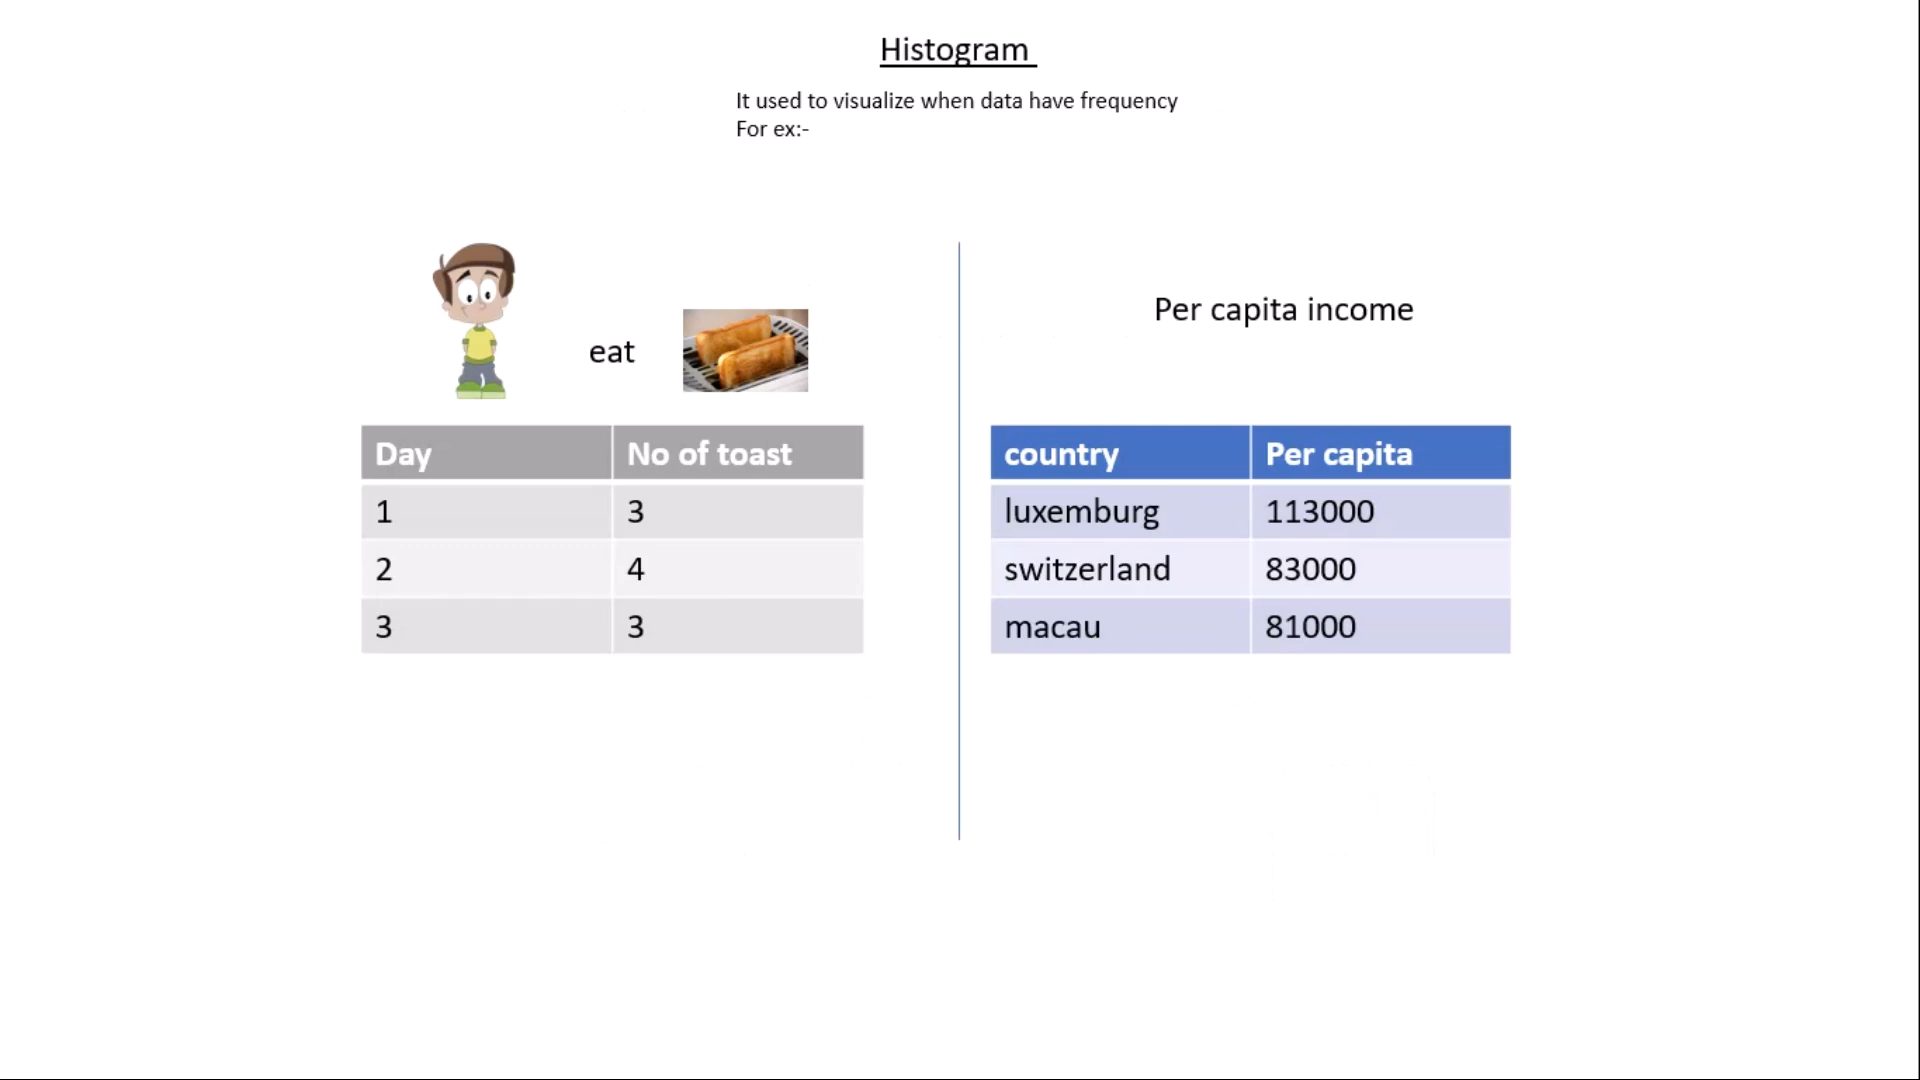 Histogram
It used to visualize when data have frequency
For ex:-
eat
Day No of toast
1 3
2 4
3 3
Per capita income
country Per capita
luxemburg 113000
switzerland 83000
macau 81000